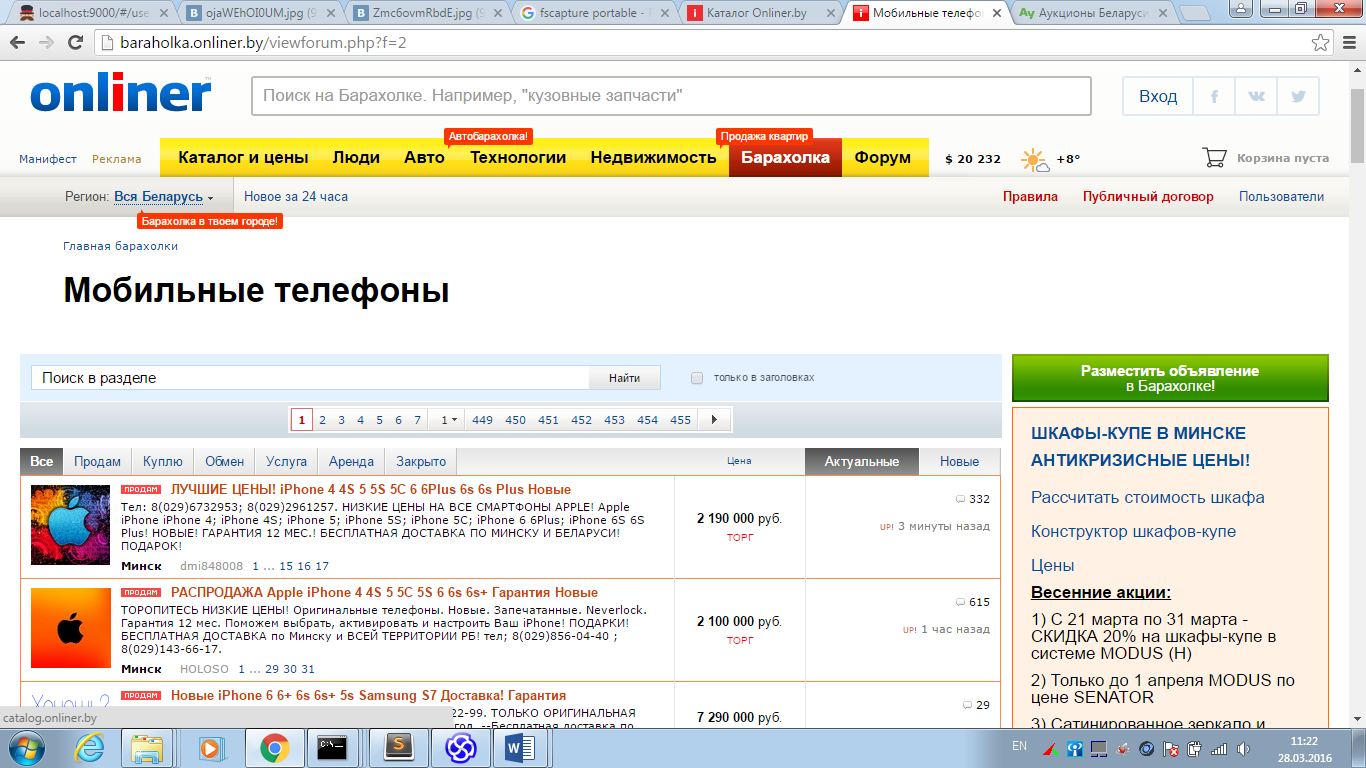 localhost:9000/#/use
ojaWEhOI0UM.jpg (9
Zmc6ovmRbdE.jpg (9
fscapture portable -
Каталог Onliner.by
Мобильные телефо
Ay Аукционы Беларуси
baraholka.onliner.by/viewforum.php?f=2
onliner
Поиск на Барахолке. Например, "кузовные запчасти"
Вход
Автобарахолка!
Продажа квартир
Манифест Реклама
Каталог и цены Люди Авто Технологии Недвижимость Барахолка Форум
$ 20 232
+8°
Корзина пуста
Регион: Вся Беларусь
Новое за 24 часа
Правила Публичный договор Пользователи
Барахолка в твоем городе!
Главная барахолки
Мобильные телефоны
Поиск в разделе
Найти
только в заголовках
Разместить объявление
в Барахолке!
1 2 3 4 5 6 7 1 449 450 451 452 453 454 455
Все Продам Куплю Обмен Услуга Аренда Закрыто
Цена
Актуальные Новые
ПРОДАМ ЛУЧШИЕ ЦЕНЫ! iPhone 4 4S 5 5S 5C 6 6Plus 6s 6s Plus Новые
Тел: 8(029)6732953; 8(029)2961257. НИЗКИЕ ЦЕНЫ НА ВСЕ СМАРТФОНЫ APPLE! Apple
iPhone iPhone 4; iPhone 4S; iPhone 5; iPhone 5S; iPhone 5C; iPhone 6 6Plus; iPhone 6S 6S
Plus! НОВЫЕ! ГАРАНТИЯ 12 МЕС.! БЕСПЛАТНАЯ ДОСТАВКА ПО МИНСКУ И БЕЛАРУСИ!
ПОДАРОК!
Минск dmi848008 1 ... 15 16 17
2 190 000 руб.
ТОРГ
332
UP! 3 минуты назад
ПРОДАМ РАСПРОДАЖА Apple iPhone 4 4S 5 5C 5S 6 6s 6s+ Гарантия Новые
ТОРОПИТЕСЬ НИЗКИЕ ЦЕНЫ! Оригинальные телефоны. Новые. Запечатанные. Neverlock.
Гарантия 12 мес. Поможем выбрать, активировать и настроить Ваш iPhone! ПОДАРКИ!
БЕСПЛАТНАЯ ДОСТАВКА по Минску и ВСЕЙ ТЕРРИТОРИИ РБ! тел; 8(029)856-04-40 ;
8(029)143-66-17.
Минск HOLOSO 1 ... 29 30 31
2 100 000 руб.
ТОРГ
615
UP! 1 час назад
ПРОДАМ Новые iPhone 6 6+ 6s 6s+ 5s Samsung S7 Доставка! Гарантия
22-99. ТОЛЬКО ОРИГИНАЛЬНАЯ
7 290 000 руб.
29
ШКАФЫ-КУПЕ В МИНСКЕ
АНТИКРИЗИСНЫЕ ЦЕНЫ!
Рассчитать стоимость шкафа
Конструктор шкафов-купе
Цены
Весенние акции:
1) С 21 марта по 31 марта -
СКИДКА 20% на шкафы-купе в
системе MODUS (H)
2) Только до 1 апреля MODUS по
цене SENATOR
3) Сатинированное зеркало и
catalog.onliner.by
EN
11:22
28.03.2016